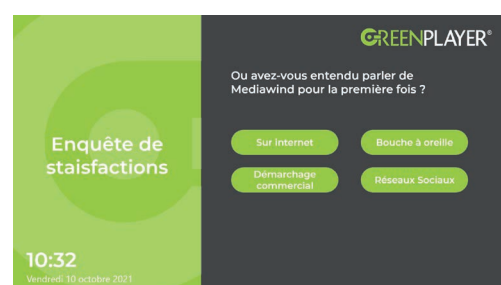 GREENPLAYER®
Ou avez-vous entendu parler de
Mediawind pour la première fois ?
Enquête de
staisfactions
Sur internet
Bouche à oreille
Démarchage
commercial
Réseaux Sociaux
10:32
Vendredi 10 octobre 2021